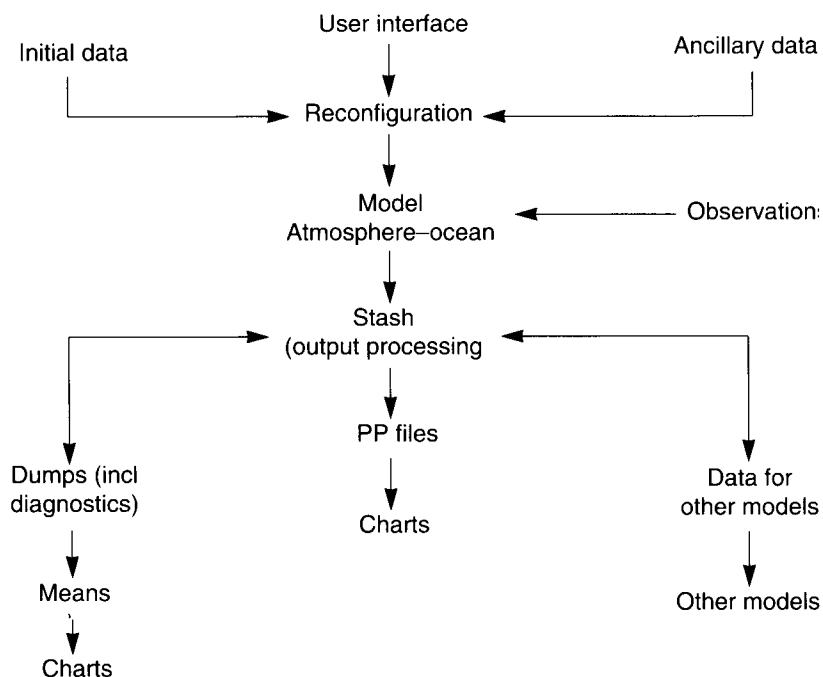 User interface
Initial data
Ancillary data
Reconfiguration
Model
Atmosphere–ocean
Observations
Stash
(output processing
PP files
Dumps (incl
diagnostics)
Data for
other models
Charts
Means
Other models
Charts